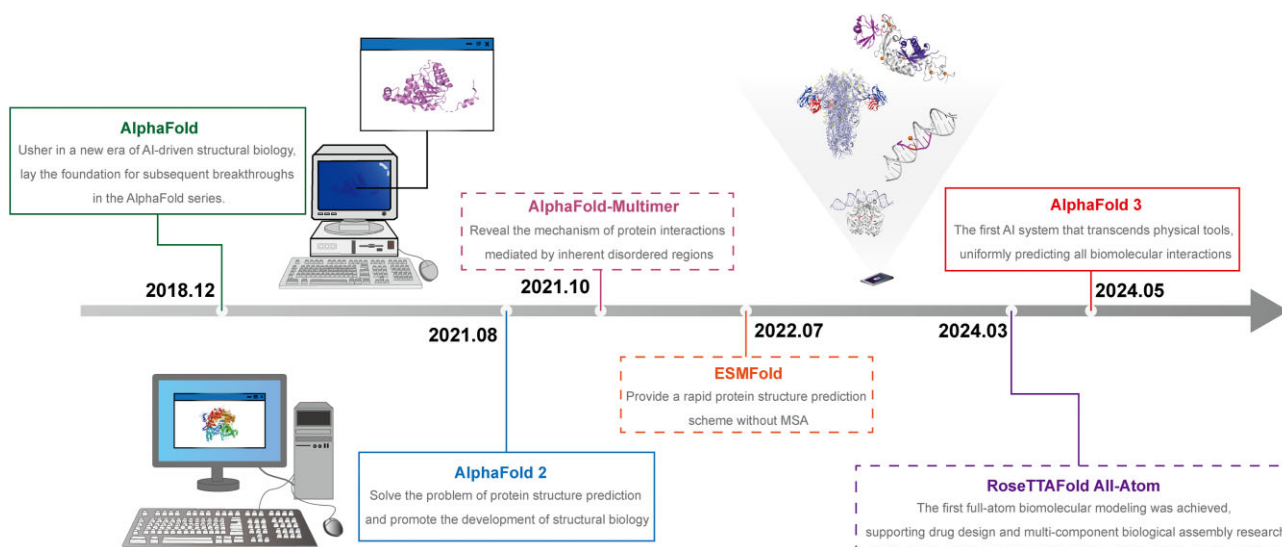 AlphaFold
Usher in a new era of AI-driven structural biology,
lay the foundation for subsequent breakthroughs
in the AlphaFold series.
2018.12
AlphaFold 2
Solve the problem of protein structure prediction
and promote the development of structural biology
2021.08
AlphaFold-Multimer
Reveal the mechanism of protein interactions
mediated by inherent disordered regions
2021.10
ESMFold
Provide a rapid protein structure prediction
scheme without MSA
2022.07
RoseTTAFold All-Atom
The first full-atom biomolecular modeling was achieved,
supporting drug design and multi-component biological assembly research
2024.03
AlphaFold 3
The first AI system that transcends physical tools,
uniformly predicting all biomolecular interactions
2024.05